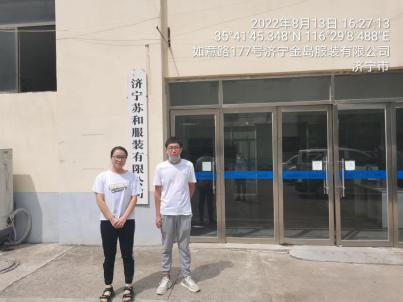 2022年8月13日 16:27:13
35°41'45.348"N 116°29'8.488"E
如意路177号济宁金岛服装有限公司
济宁市
济宁苏和服装有限公司